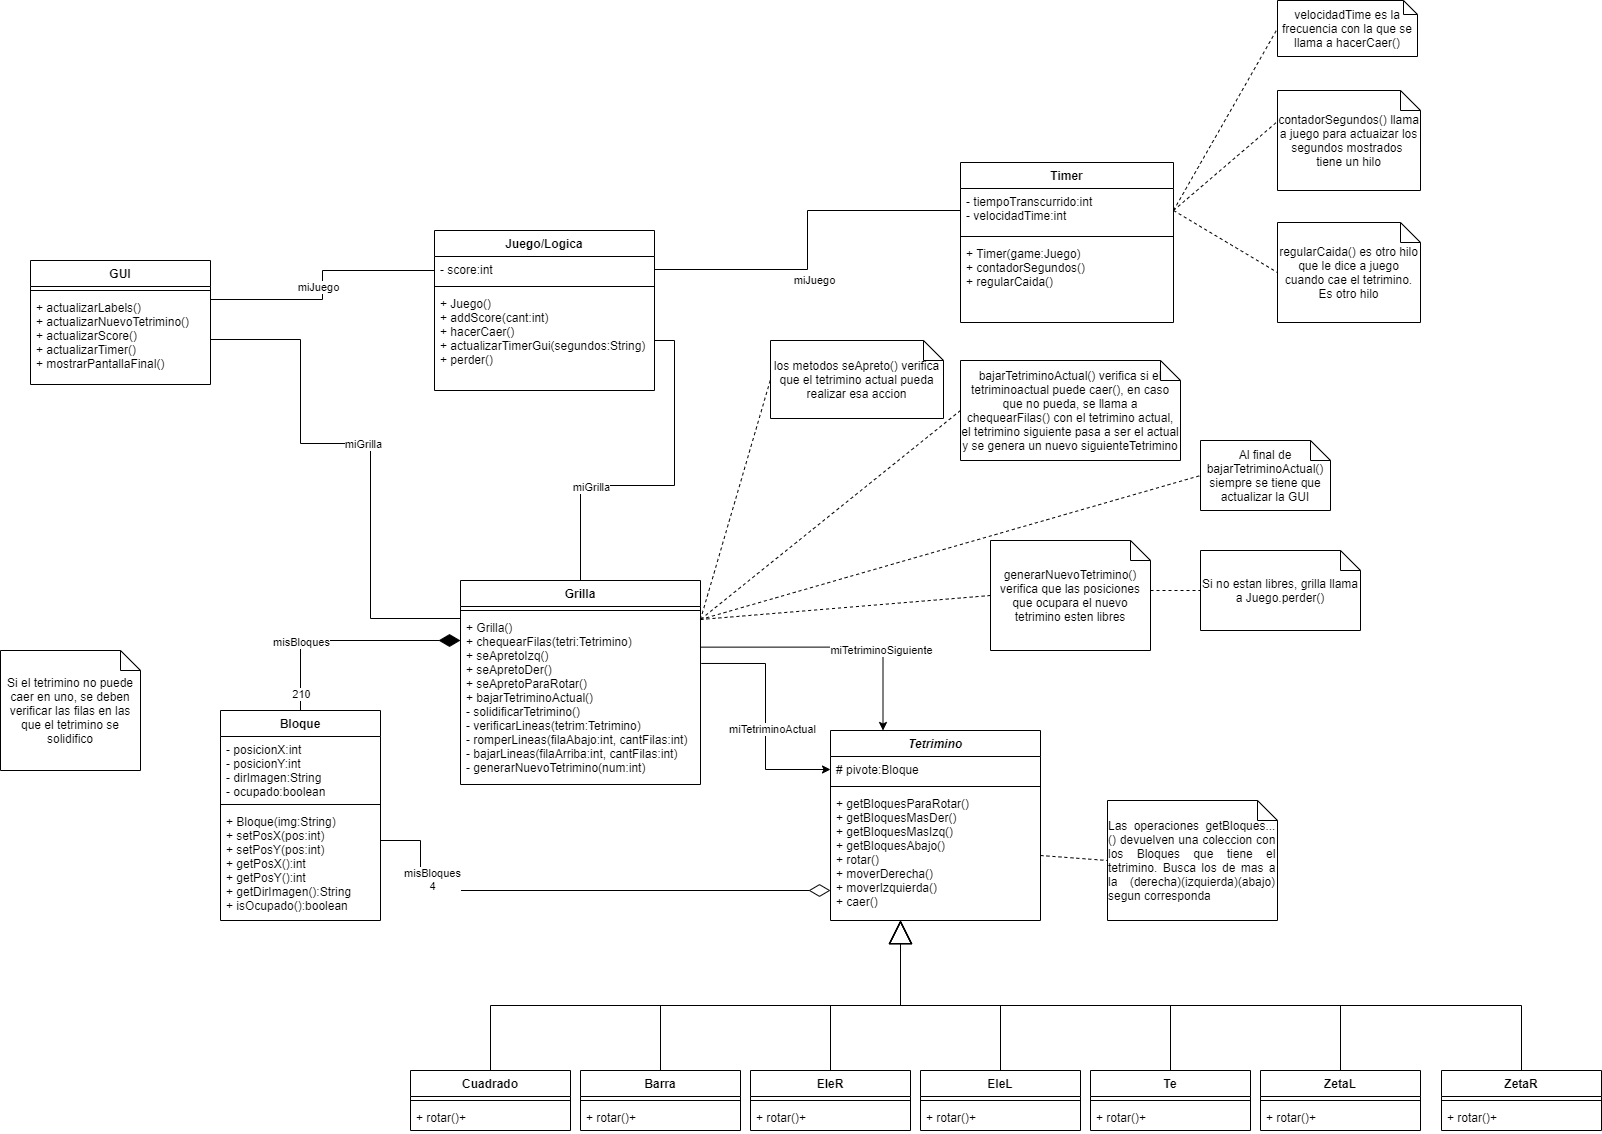 velocidadTime es la
frecuencia con la que se
llama a hacerCaer()
contadorSegundos() llama
a juego para actuaizar los
segundos mostrados
tiene un hilo
regularCaida() es otro hilo
que le dice a juego
cuando cae el tetrimino.
Es otro hilo
Timer
- tiempoTranscurrido:int
- velocidadTime:int
+ Timer(game:Juego)
+ contadorSegundos()
+ regularCaida()
miJuego
Juego/Logica
- score:int
+ Juego()
+ addScore(cant:int)
+ hacerCaer()
+ actualizarTimerGui(segundos:String)
+ perder()
miJuego
GUI
+ actualizarLabels()
+ actualizarNuevoTetrimino()
+ actualizarScore()
+ actualizarTimer()
+ mostrarPantallaFinal()
miGrilla
miGrilla
los metodos seApreto() verifica
que el tetrimino actual pueda
realizar esa accion
bajarTetriminoActual() verifica si el
tetriminoactual puede caer(), en caso
que no pueda, se llama a
chequearFilas() con el tetrimino actual,
el tetrimino siguiente pasa a ser el actual
y se genera un nuevo siguienteTetrimino
Al final de
bajarTetriminoActual()
siempre se tiene que
actualizar la GUI
generarNuevoTetrimino()
verifica que las posiciones
que ocupara el nuevo
tetrimino esten libres
Si no estan libres, grilla llama
a Juego.perder()
Grilla
+ Grilla()
+ chequearFilas(tetri:Tetrimino)
+ seApretoIzq()
+ seApretoDer()
+ seApretoParaRotar()
+ bajarTetriminoActual()
- solidificarTetrimino()
- verificarLineas(tetrim:Tetrimino)
- romperLineas(filaAbajo:int, cantFilas:int)
- bajarLineas(filaArriba:int, cantFilas:int)
- generarNuevoTetrimino(num:int)
misBloques
210
Si el tetrimino no puede
caer en uno, se deben
verificar las filas en las
que el tetrimino se
solidifico
miTetriminoSiguiente
miTetriminoActual
Bloque
- posicionX:int
- posicionY:int
- dirImagen:String
- ocupado:boolean
+ Bloque(img:String)
+ setPosX(pos:int)
+ setPosY(pos:int)
+ getPosX():int
+ getPosY():int
+ getDirImagen():String
+ isOcupado():boolean
misBloques
4
Tetrimino
# pivote:Bloque
+ getBloquesParaRotar()
+ getBloquesMasDer()
+ getBloquesMasIzq()
+ getBloquesAbajo()
+ rotar()
+ moverDerecha()
+ moverIzquierda()
+ caer()
Las operaciones getBloques...
() devuelven una coleccion con
los Bloques que tiene el
tetrimino. Busca los de mas a
la (derecha)(izquierda)(abajo)
segun corresponda
Cuadrado
+ rotar()+
Barra
+ rotar()+
EleR
+ rotar()+
EleL
+ rotar()+
Te
+ rotar()+
ZetaL
+ rotar()+
ZetaR
+ rotar()+